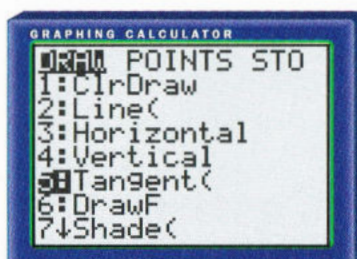 GRAPHING CALCULATOR
DRAW POINTS STO
1:ClrDraw
2:Line(
3:Horizontal
4:Vertical
5:Tangent(
6:DrawF
7↓Shade(